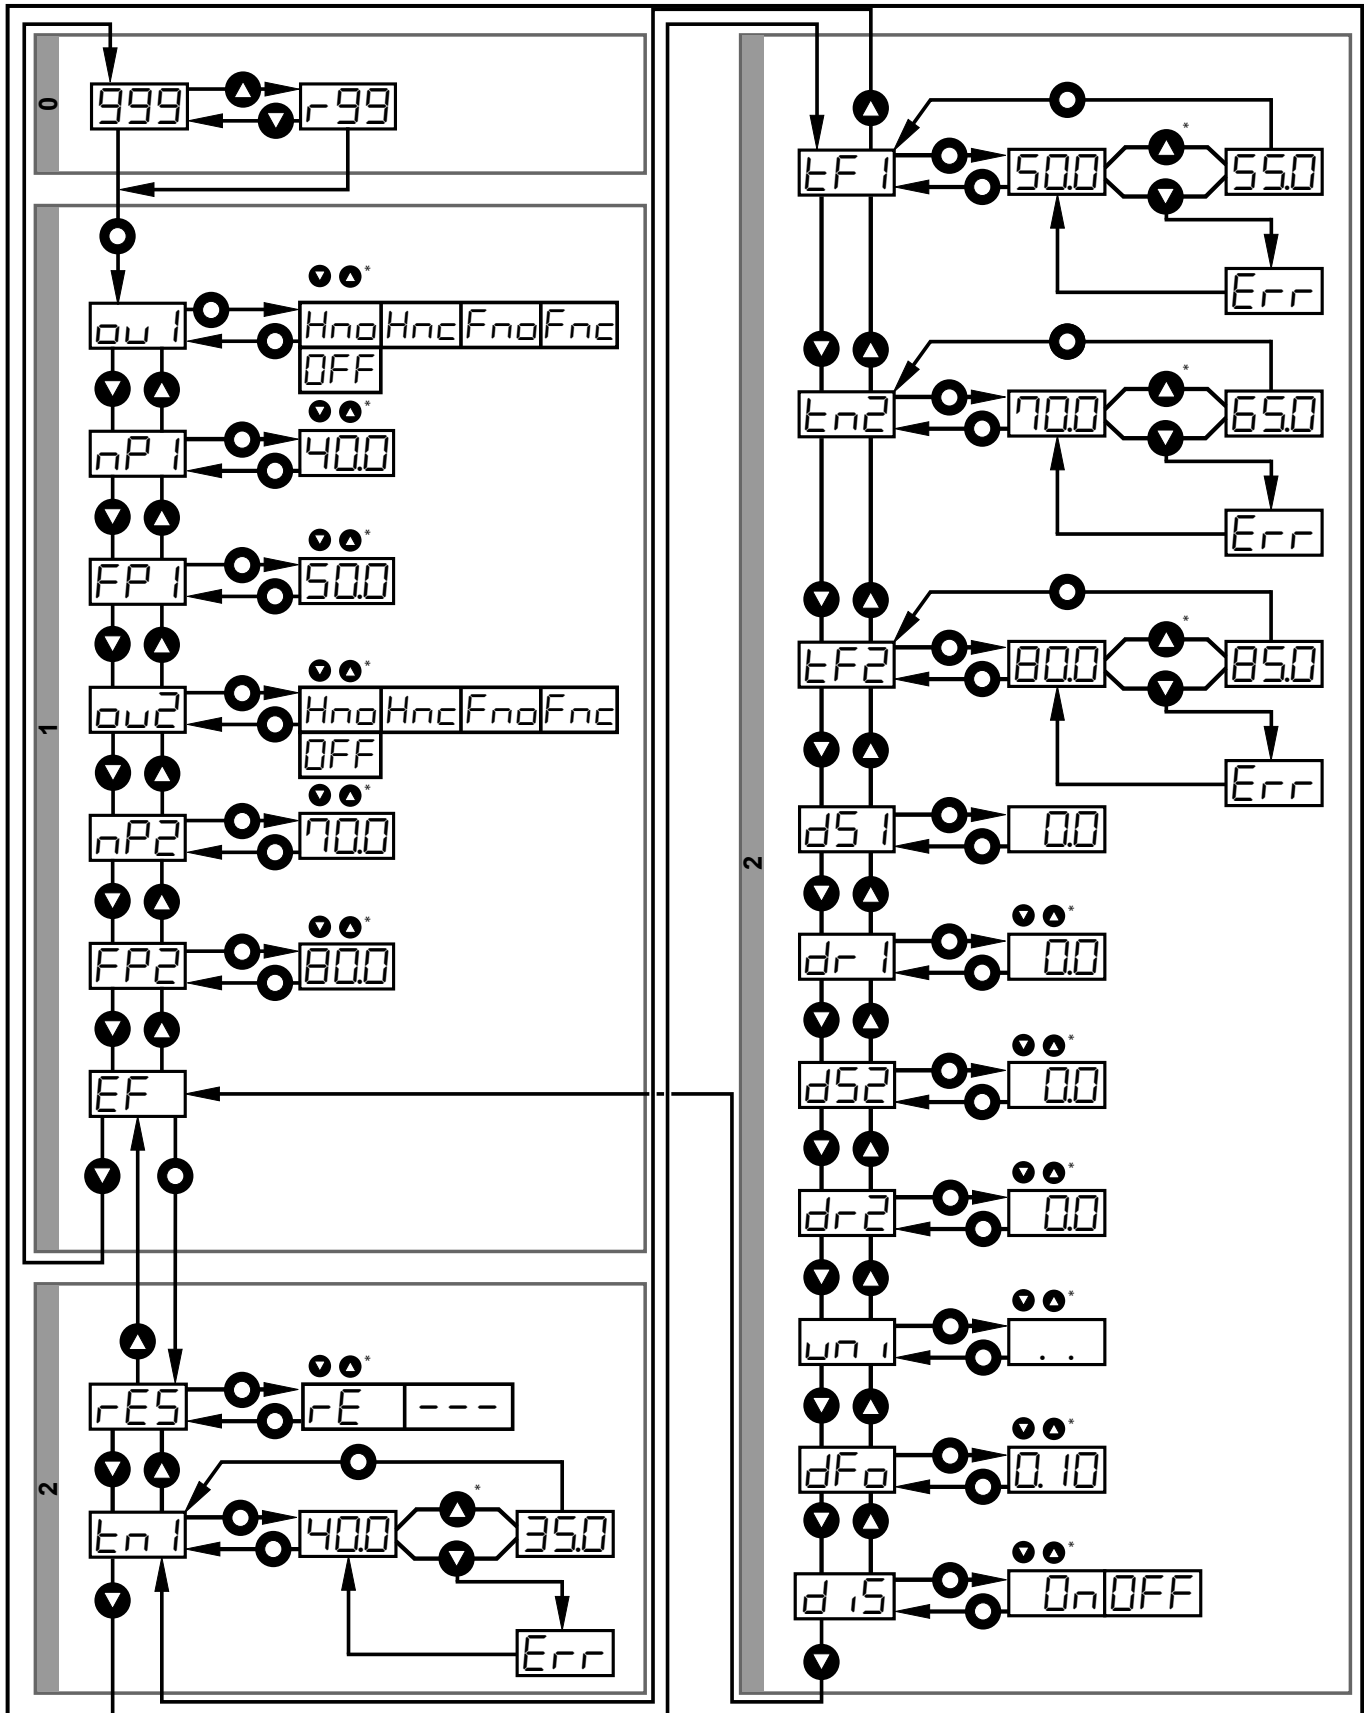 0
999
r99
1
ou1
Hno Hnc Fno Fnc
OFF
*
nP1
40.0
*
FP1
50.0
*
ou2
Hno Hnc Fno Fnc
OFF
*
nP2
70.0
*
FP2
80.0
*
EF
2
rES
rE ---
*
tn1
40.0
*
35.0
Err
2
tF1
50.0
*
55.0
Err
tn2
70.0
*
65.0
Err
tF2
80.0
*
85.0
Err
dS1
0.0
dr1
0.0
*
dS2
0.0
*
dr2
0.0
*
uni
. .
*
dFo
0.10
*
diS
On OFF
*